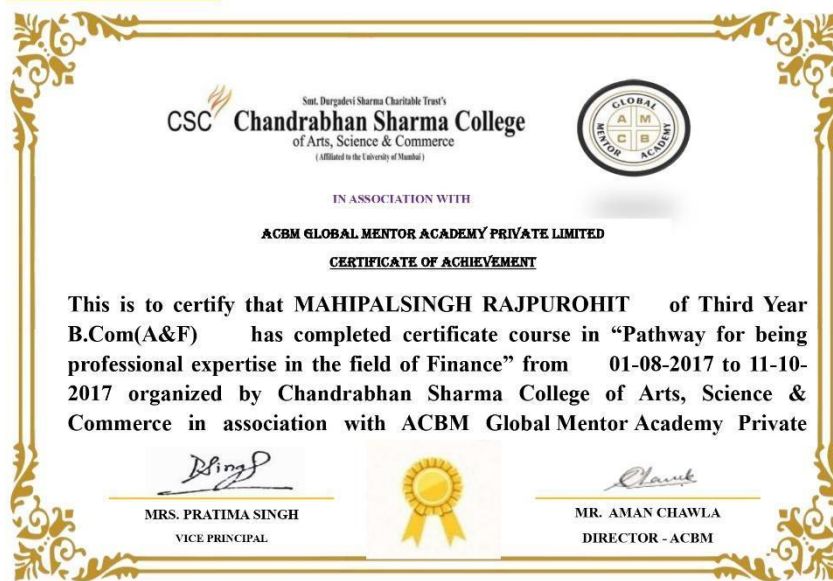 Smt. Durgadevi Sharma Charitable Trust's
CSC Chandrabhan Sharma College
of Arts, Science & Commerce
( Affiliated to the University of Mumbai )
GLOBAL
A M
C B
MENTOR ACADEMY
IN ASSOCIATION WITH
ACBM GLOBAL MENTOR ACADEMY PRIVATE LIMITED
CERTIFICATE OF ACHIEVEMENT
This is to certify that MAHIPALSINGH RAJPUROHIT of Third Year
B.Com(A&F) has completed certificate course in “Pathway for being
professional expertise in the field of Finance” from 01-08-2017 to 11-10-
2017 organized by Chandrabhan Sharma College of Arts, Science &
Commerce in association with ACBM Global Mentor Academy Private
MRS. PRATIMA SINGH
VICE PRINCIPAL
MR. AMAN CHAWLA
DIRECTOR - ACBM